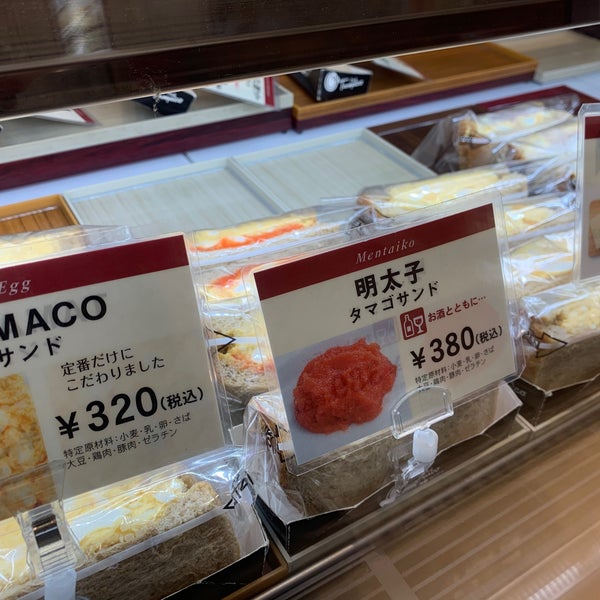 Egg
MACO
サンド
定番だけに
こだわりました
¥320(税込)
特定原材料：小麦・乳・卵・さば
大豆・鶏肉・豚肉・ゼラチン
Mentaiko
明太子
タマゴサンド
お酒とともに…
¥380(税込)
特定原材料：小麦・乳・卵・さば
大豆・鶏肉・豚肉・ゼラチン